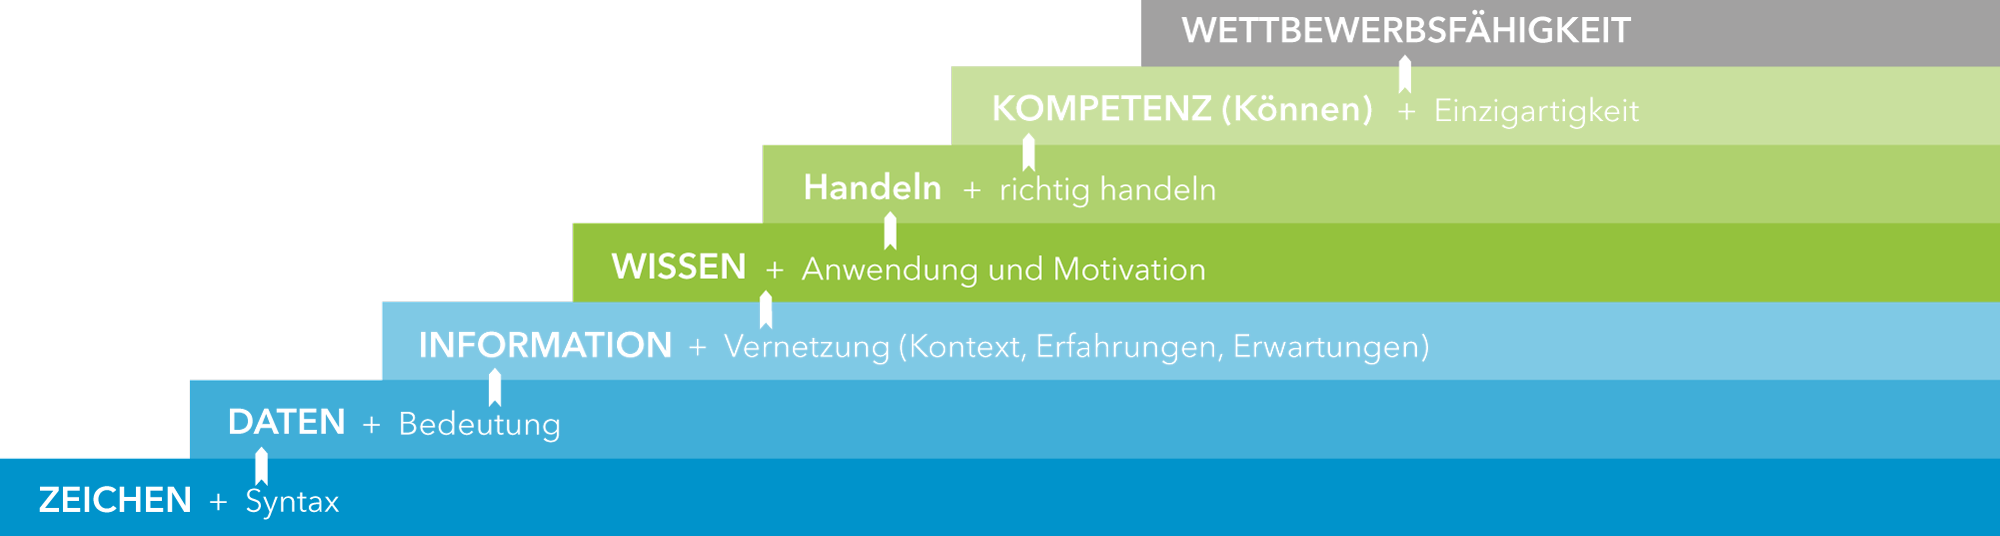 WETTBEWERBSFÄHIGKEIT
KOMPETENZ (Können) + Einzigartigkeit
Handeln + richtig handeln
WISSEN + Anwendung und Motivation
INFORMATION + Vernetzung (Kontext, Erfahrungen, Erwartungen)
DATEN + Bedeutung
ZEICHEN + Syntax